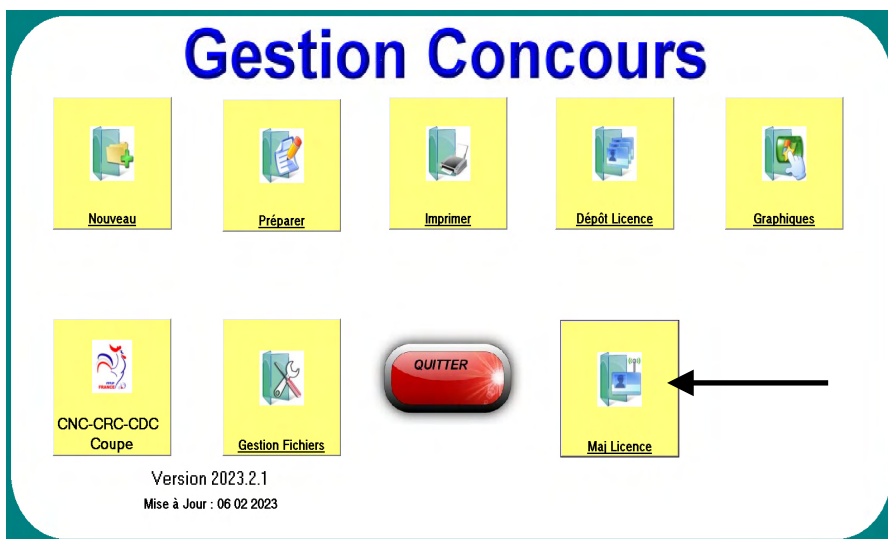 Gestion Concours
Nouveau
Préparer
Imprimer
Dépôt Licence
Graphiques
CNC-CRC-CDC
Coupe
Gestion Fichiers
QUITTER
Maj Licence
Version 2023.2.1
Mise à Jour : 06 02 2023